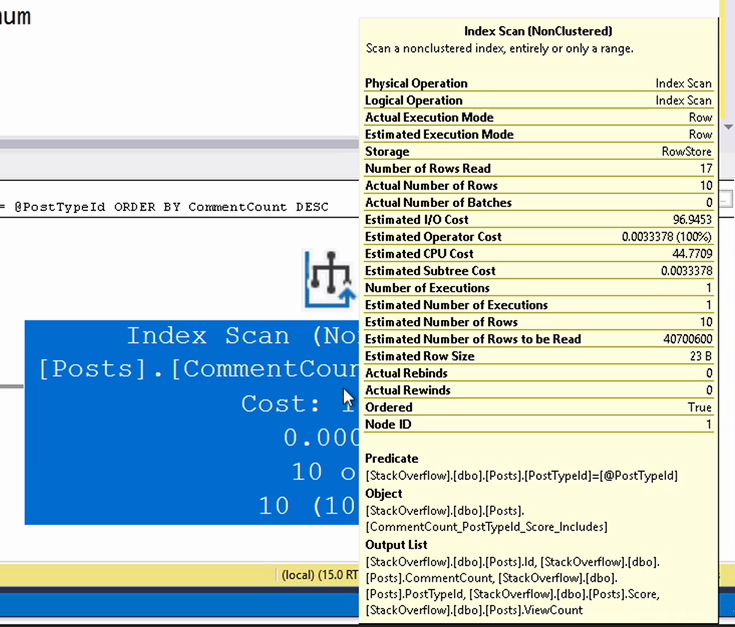 Index Scan (NonClustered)
Scan a nonclustered index, entirely or only a range.
Physical Operation Index Scan
Logical Operation Index Scan
Actual Execution Mode Row
Estimated Execution Mode Row
Storage RowStore
Number of Rows Read 17
Actual Number of Rows 10
Actual Number of Batches 0
Estimated I/O Cost 96.9453
Estimated Operator Cost 0.0033378 (100%)
Estimated CPU Cost 44.7709
Estimated Subtree Cost 0.0033378
Number of Executions 1
Estimated Number of Executions 1
Estimated Number of Rows 10
Estimated Number of Rows to be Read 40700600
Estimated Row Size 23 B
Actual Rebinds 0
Actual Rewinds 0
Ordered True
Node ID 1
Predicate
[StackOverflow].[dbo].[Posts].[PostTypeId]=[@PostTypeId]
Object
[StackOverflow].[dbo].[Posts].
[CommentCount_PostTypeId_Score_Includes]
Output List
[StackOverflow].[dbo].[Posts].Id, [StackOverflow].[dbo].
[Posts].CommentCount, [StackOverflow].[dbo].
[Posts].PostTypeId, [StackOverflow].[dbo].[Posts].Score,
[StackOverflow].[dbo].[Posts].ViewCount
= @PostTypeId ORDER BY CommentCount DESC
Index Scan (No
[Posts].[CommentCoun
Cost: 1
0.000
10 o
10 (10
(local) (15.0 RT